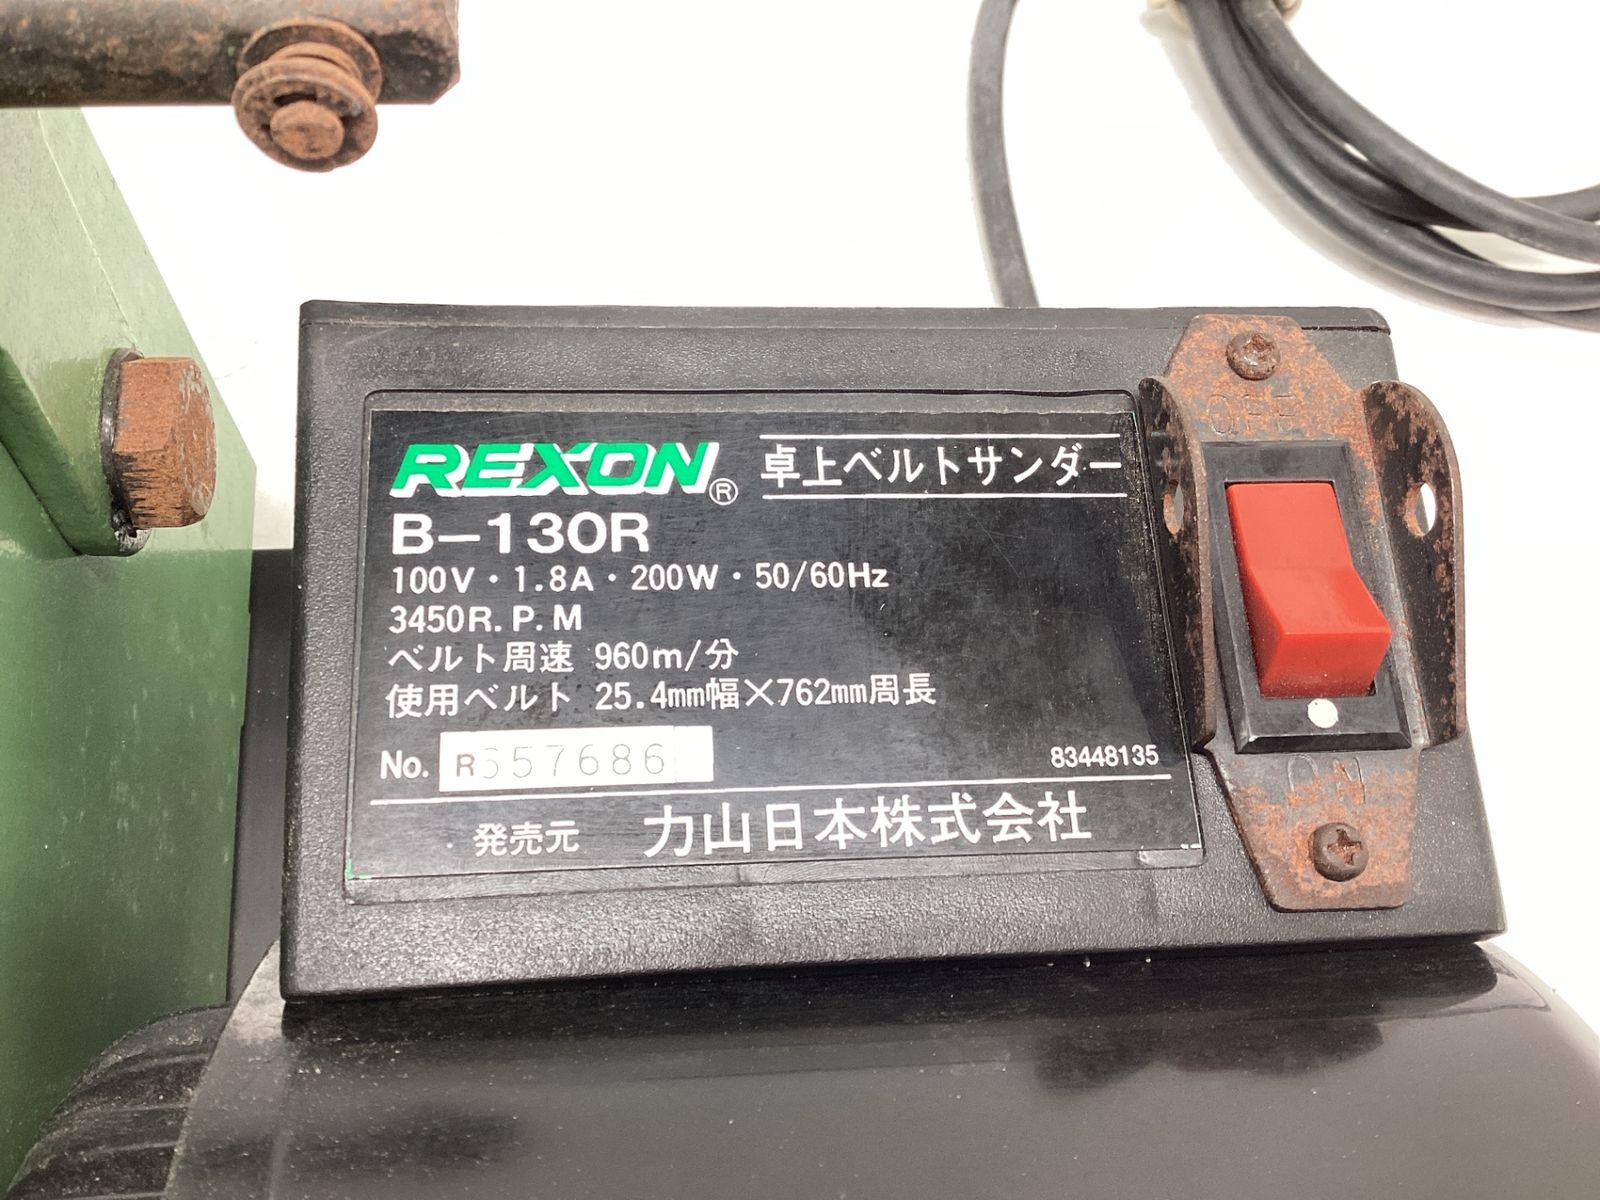 REXON® 卓上ベルトサンダー
B-130R
100V・1.8A・200W・50/60Hz
3450R.P.M
ベルト周速 960m/分
使用ベルト 25.4mm幅×762mm周長
No. R657686
83448135
発売元 力山日本株式会社
OFF
ON